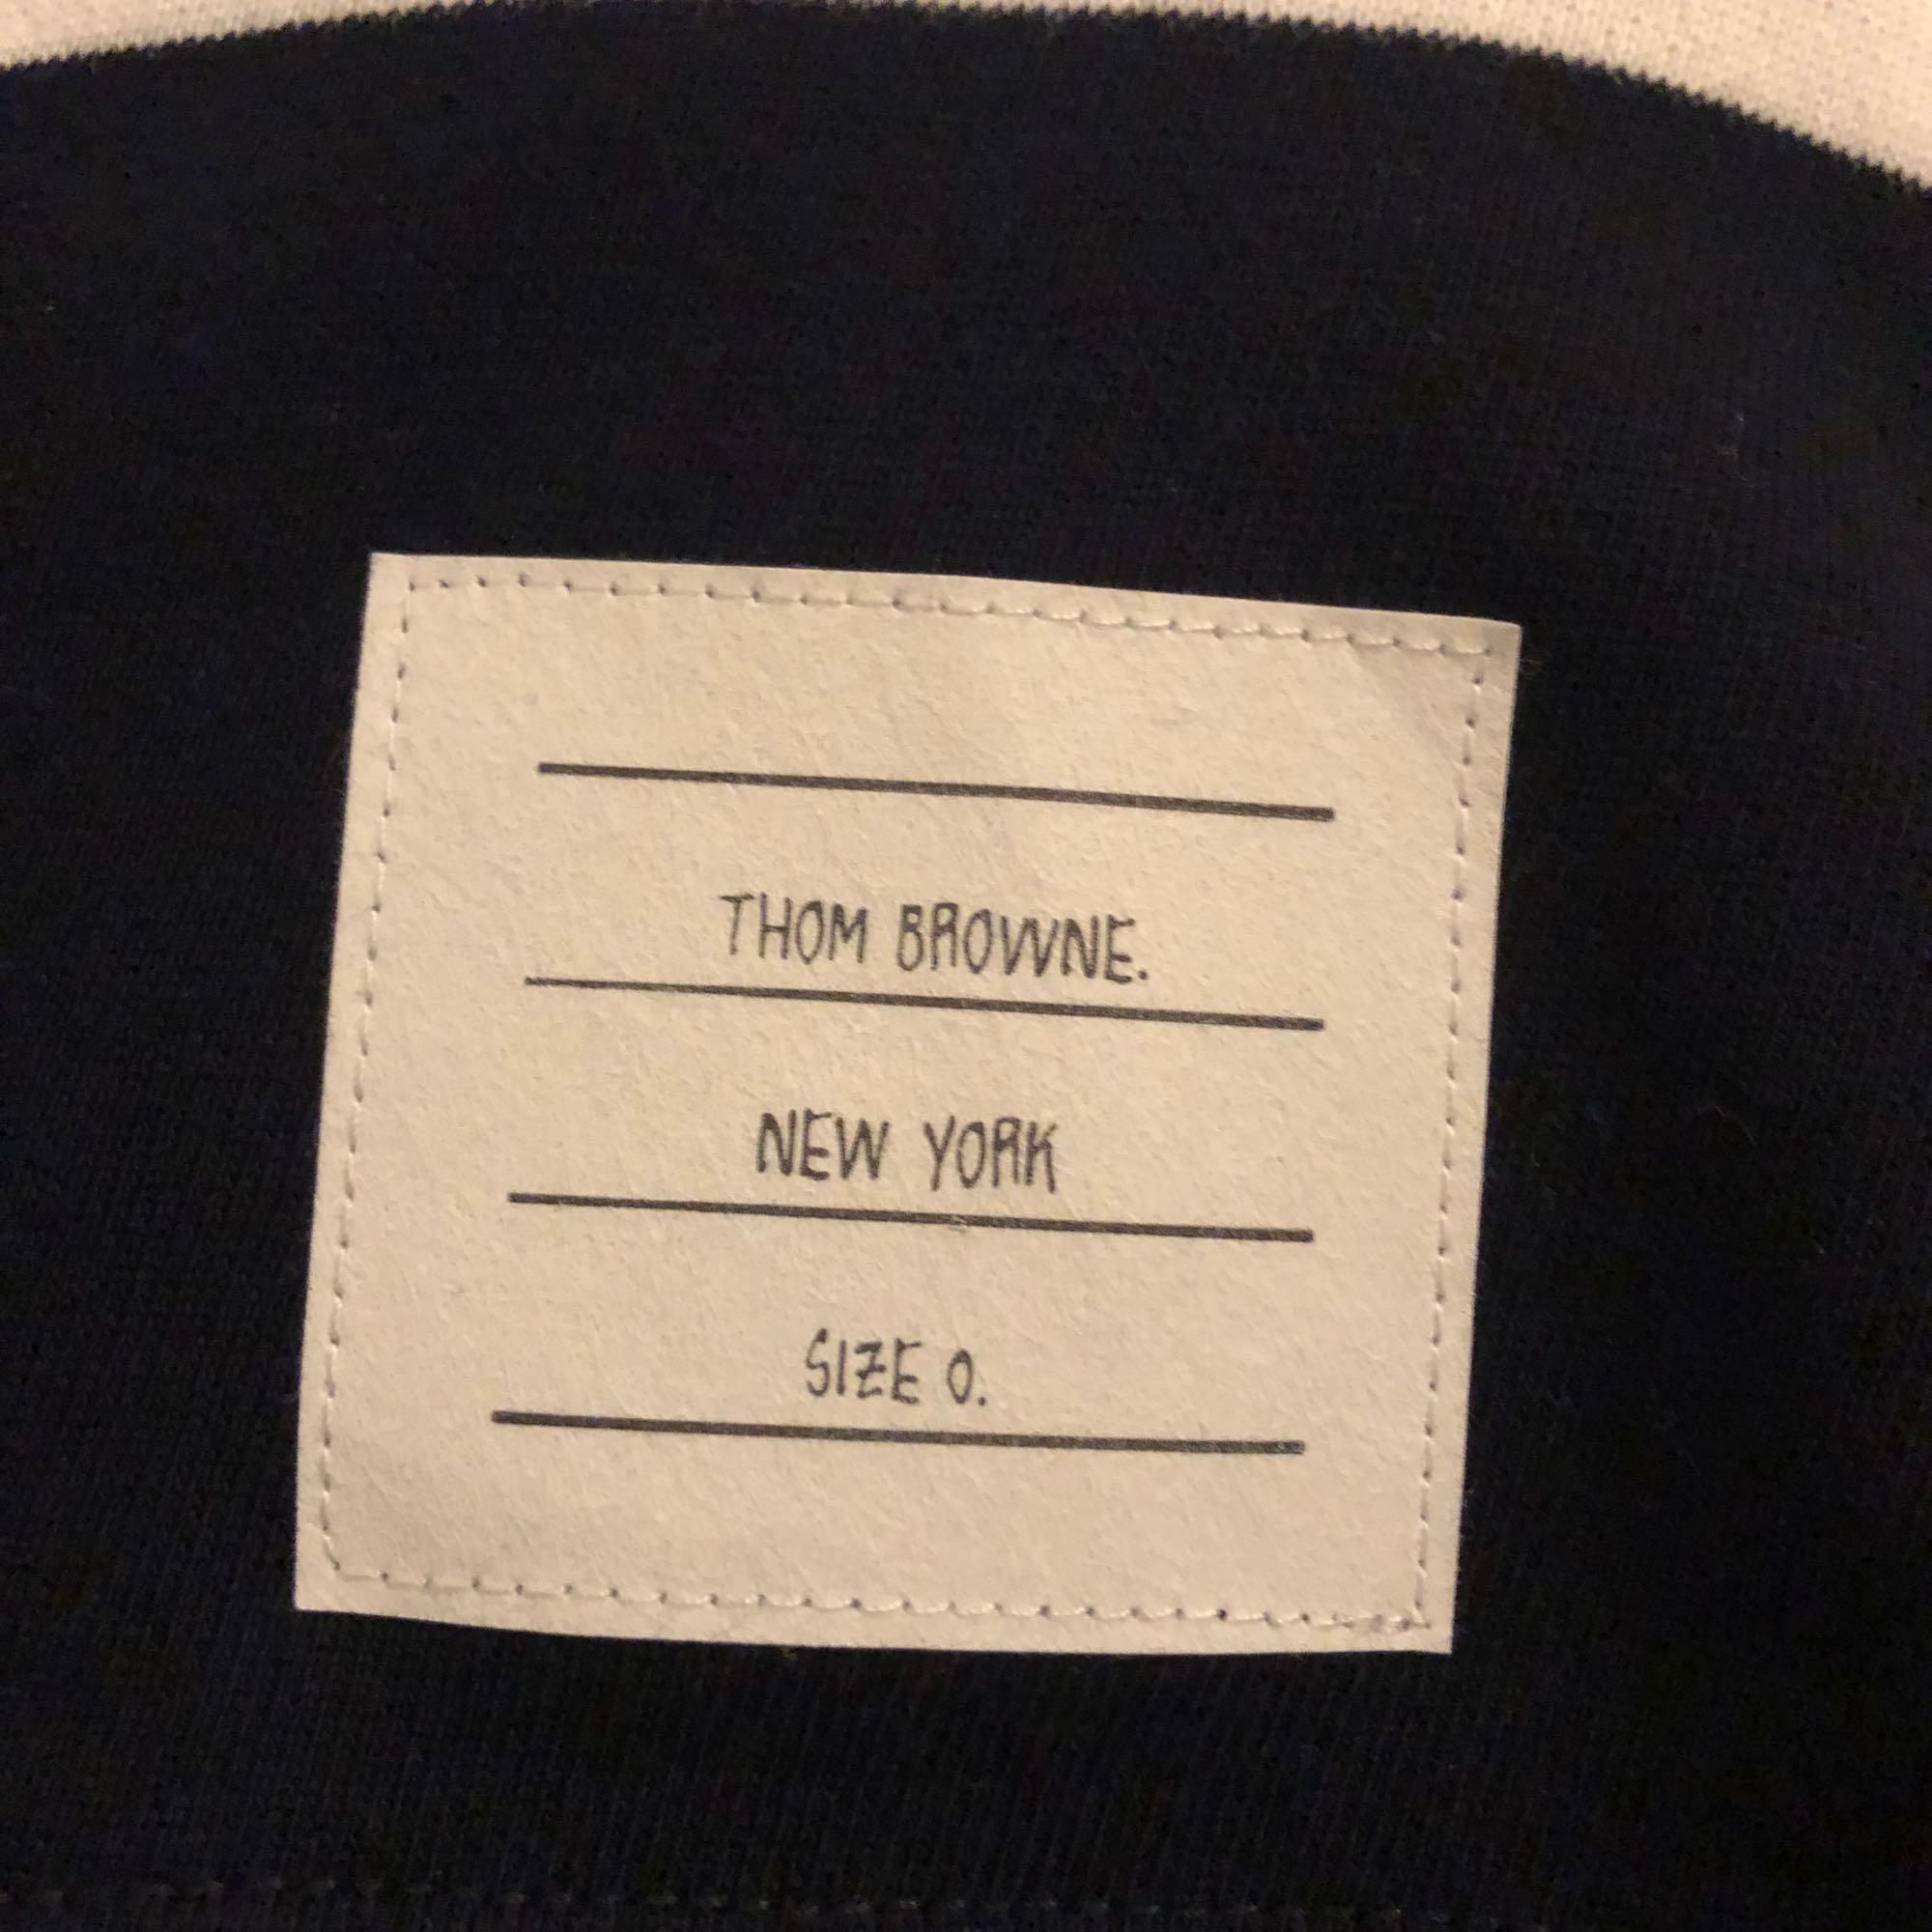 THOM BROWNE.
NEW YORK
SIZE 0.